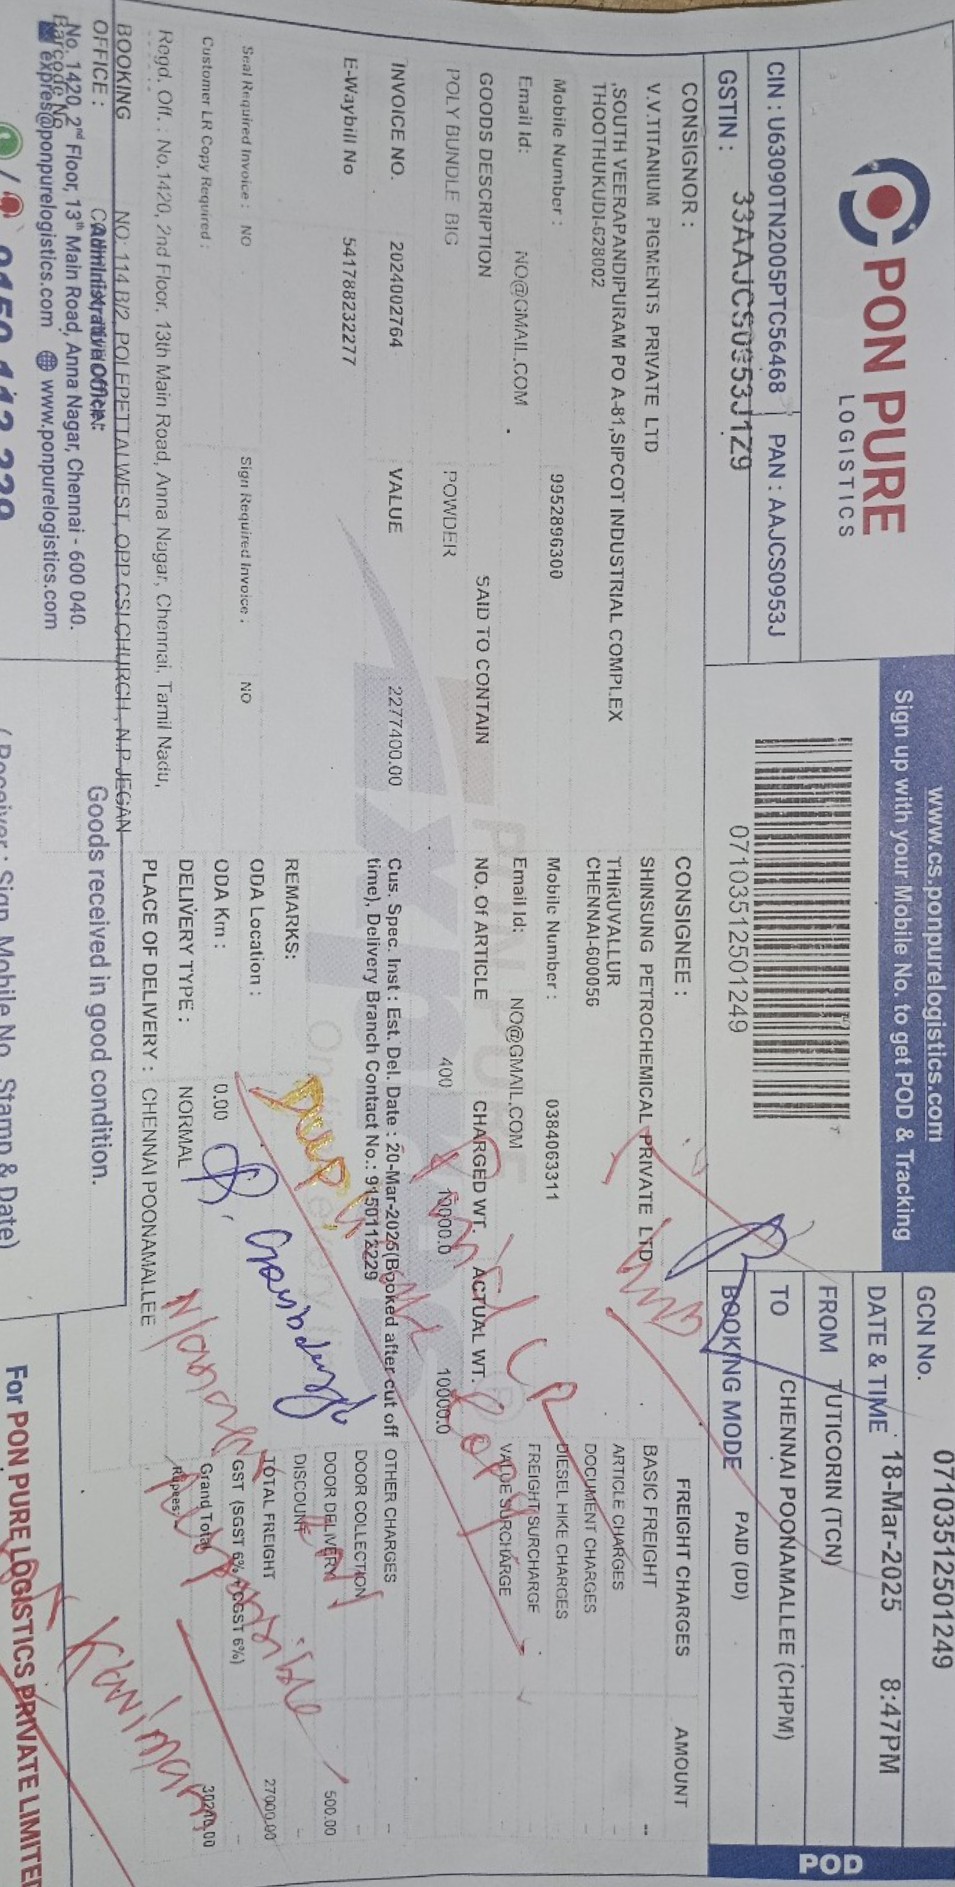 PON PURE
LOGISTICS
CIN : U63090TN2005PTC56468 PAN : AAJCS0953J
GSTIN : 33AAJCS0953J1Z9
www.cs.ponpurelogistics.com
Sign up with your Mobile No. to get POD & Tracking
07103512501249
GCN No. 07103512501249
DATE & TIME 18-Mar-2025 8:47PM
FROM TUTICORIN (TCN)
TO CHENNAI POONAMALLEE (CHPM)
BOOKING MODE PAID (DD)
POD
CONSIGNOR :
V.V.TITANIUM PIGMENTS PRIVATE LTD
,SOUTH VEERAPANDIPURAM PO A-81,SIPCOT INDUSTRIAL COMPLEX
THOOTHUKUDI-628002
Mobile Number : 9952896300
Email Id: NO@GMAIL.COM
CONSIGNEE :
SHINSUNG PETROCHEMICAL PRIVATE LTD
THIRUVALLUR
CHENNAI-600056
Mobile Number : 0384063311
Email Id: NO@GMAIL.COM
GOODS DESCRIPTION SAID TO CONTAIN NO. Of ARTICLE CHARGED WT. ACTUAL WT.
POLY BUNDLE BIG POWDER 400 10000.0 10000.0
INVOICE NO. 2024002764 VALUE 2277400.00
E-Waybill No 541788232277
Cus. Spec. Inst : Est. Del. Date : 20-Mar-2025(Booked after cut off
time), Delivery Branch Contact No.: 9150112229
REMARKS:
Seal Required Invoice : NO Sign Required Invoice : NO
Customer LR Copy Required :
ODA Location :
ODA Km : 0.00
DELIVERY TYPE : NORMAL
PLACE OF DELIVERY : CHENNAI POONAMALLEE
FREIGHT CHARGES AMOUNT
BASIC FREIGHT --
ARTICLE CHARGES --
DOCUMENT CHARGES --
DIESEL HIKE CHARGES
FREIGHT SURCHARGE
VALUE SURCHARGE
OTHER CHARGES --
DOOR COLLECTION --
DOOR DELIVERY 500.00
DISCOUNT --
TOTAL FREIGHT 27000.00
GST (SGST 6% +CGST 6%) --
Grand Total 30240.00
Rupees:
Regd. Off. : No.1420, 2nd Floor, 13th Main Road, Anna Nagar, Chennai, Tamil Nadu,
BOOKING OFFICE : NO: 114 B/2, POLEPETTAI WEST, OPP CSI CHURCH, N.P JEGAN
Administrative Office:
No. 1420, 2nd Floor, 13th Main Road, Anna Nagar, Chennai - 600 040.
Barcode No
expres@ponpurelogistics.com www.ponpurelogistics.com
Goods received in good condition.
(Receiver : Sign, Mobile No., Stamp & Date)
For PON PURE LOGISTICS PRIVATE LIMITED